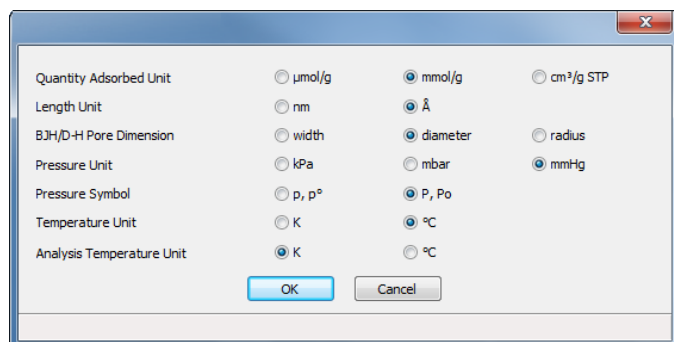 Quantity Adsorbed Unit µmol/g mmol/g cm³/g STP
Length Unit nm Å
BJH/D-H Pore Dimension width diameter radius
Pressure Unit kPa mbar mmHg
Pressure Symbol p, p° P, Po
Temperature Unit K °C
Analysis Temperature Unit K °C
OK Cancel